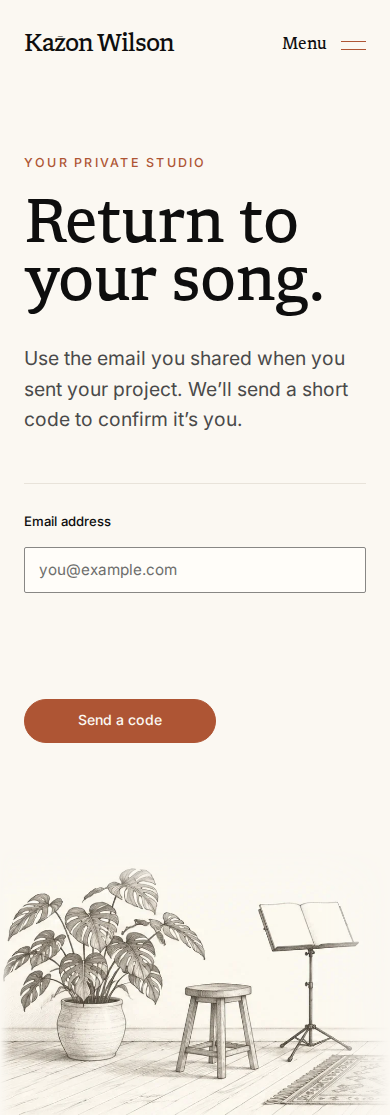 Kazon Wilson
Menu
YOUR PRIVATE STUDIO
Return to
your song.
Use the email you shared when you
sent your project. We’ll send a short
code to confirm it’s you.
Email address
you@example.com
Send a code